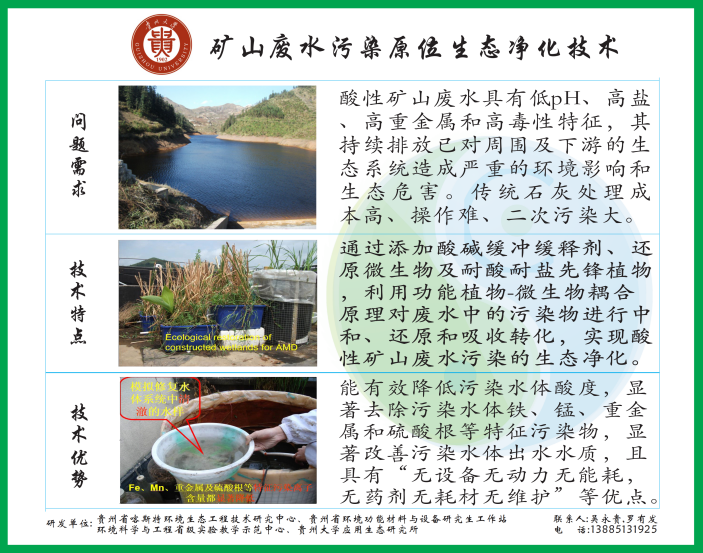 贵州大学
GUIZHOU UNIVERSITY
1902
矿山废水污染原位生态净化技术
问题需求
酸性矿山废水具有低pH、高盐
、高重金属和高毒性特征，其
持续排放已对周围及下游的生
态系统造成严重的环境影响和
生态危害。传统石灰处理成
本高、操作难、二次污染大。
技术特点
Ecological
constructed wetlands for AMD
通过添加酸碱缓冲缓释剂、还
原微生物及耐酸耐盐先锋植物
，利用功能植物-微生物耦合
原理对废水中的污染物进行中
和、还原和吸收转化，实现酸
性矿山废水污染的生态净化。
技术优势
模拟修复水
体系统中
的水样
Fe、Mn、重金属及硫酸根等
含量都
能有效降低污染水体酸度，显
著去除污染水体铁、锰、重金
属和硫酸根等特征污染物，显
著改善污染水体出水水质，且
具有“无设备无动力无能耗，
无药剂无耗材无维护”等优点。
研发单位：贵州省喀斯特环境生态工程技术研究中心、贵州省环境功能材料与设备研究生工作站
环境科学与工程省级实验教学示范中心、贵州大学应用生态研究所
联系人:吴永贵.罗有发
电 话:13885131925